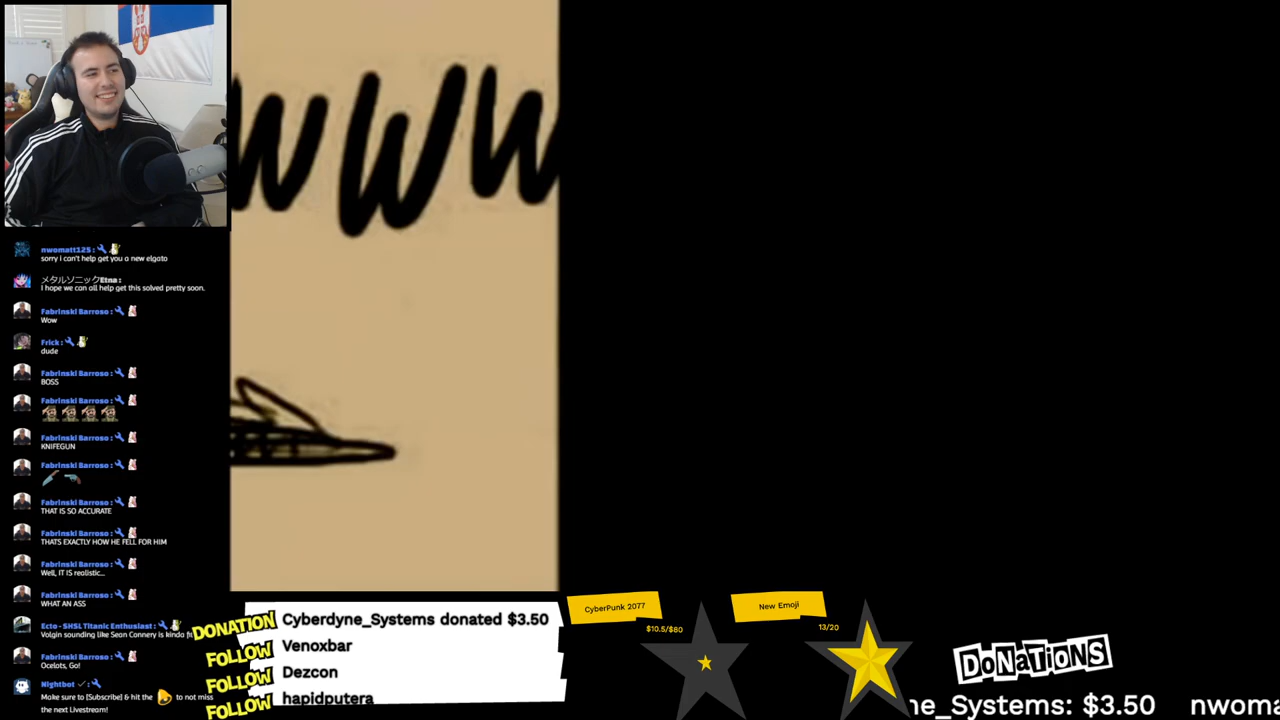 WWW
nwomatt125 :
sorry i can't help get you a new elgato
メタルソニックEtna :
I hope we can all help get this solved pretty soon.
Fabrinski Barroso :
Wow
Frick :
dude
Fabrinski Barroso :
BOSS
Fabrinski Barroso :
Fabrinski Barroso :
KNIFEGUN
Fabrinski Barroso :
Fabrinski Barroso :
THAT IS SO ACCURATE
Fabrinski Barroso :
THATS EXACTLY HOW HE FELL FOR HIM
Fabrinski Barroso :
Well, IT IS realistic...
Fabrinski Barroso :
WHAT AN ASS
Ecto - SHSL Titanic Enthusiast :
Volgin sounding like Sean Connery is kinda
Fabrinski Barroso :
Ocelots, Go!
Nightbot ✓ :
Make sure to [Subscribe] & hit the to not miss
the next Livestream!
DONATION Cyberdyne_Systems donated $3.50
FOLLOW Venoxbar
FOLLOW Dezcon
FOLLOW hapidputera
CyberPunk 2077
$10.5/$80
New Emoji
13/20
DoNaTiONS
ne_Systems: $3.50 nwoma